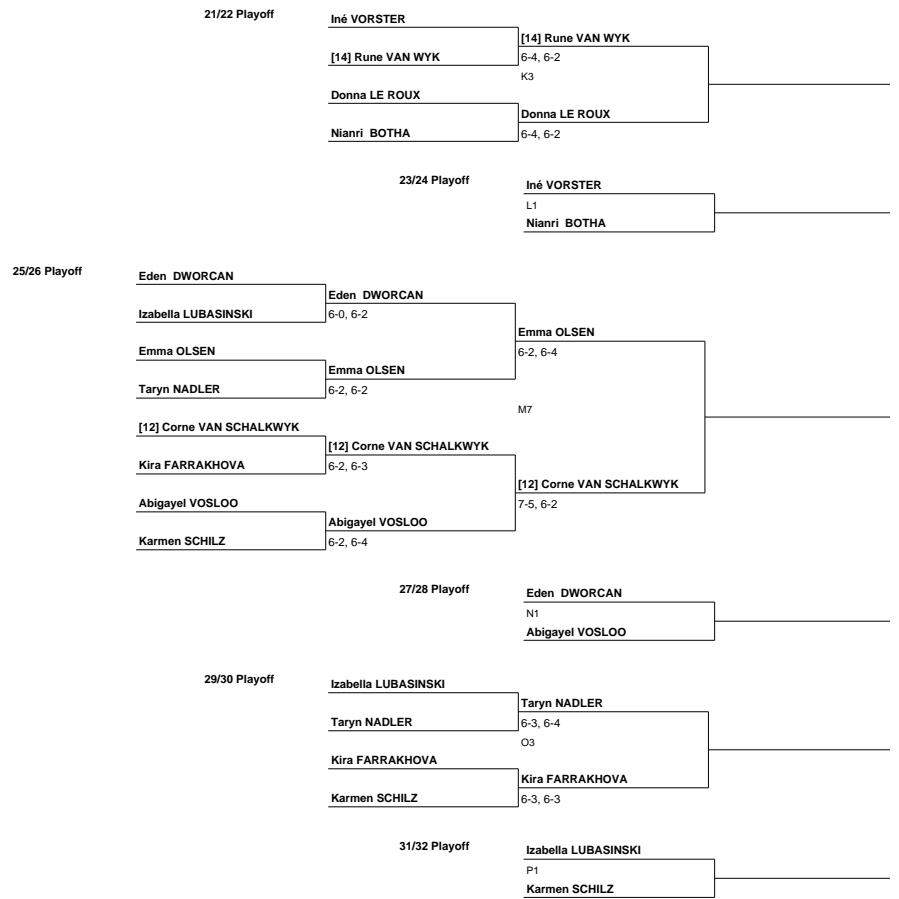 21/22 Playoff
Iné VORSTER
[14] Rune VAN WYK
[14] Rune VAN WYK
6-4, 6-2
K3
Donna LE ROUX
Donna LE ROUX
Nianri BOTHA
6-4, 6-2
23/24 Playoff
Iné VORSTER
L1
Nianri BOTHA
25/26 Playoff
Eden DWORCAN
Eden DWORCAN
Izabella LUBASINSKI
6-0, 6-2
Emma OLSEN
6-2, 6-4
Emma OLSEN
Emma OLSEN
Taryn NADLER
6-2, 6-2
M7
[12] Corne VAN SCHALKWYK
[12] Corne VAN SCHALKWYK
Kira FARRAKHOVA
6-2, 6-3
[12] Corne VAN SCHALKWYK
7-5, 6-2
Abigayel VOSLOO
Abigayel VOSLOO
Karmen SCHILZ
6-2, 6-4
27/28 Playoff
Eden DWORCAN
N1
Abigayel VOSLOO
29/30 Playoff
Izabella LUBASINSKI
Taryn NADLER
Taryn NADLER
6-3, 6-4
O3
Kira FARRAKHOVA
Kira FARRAKHOVA
Karmen SCHILZ
6-3, 6-3
31/32 Playoff
Izabella LUBASINSKI
P1
Karmen SCHILZ